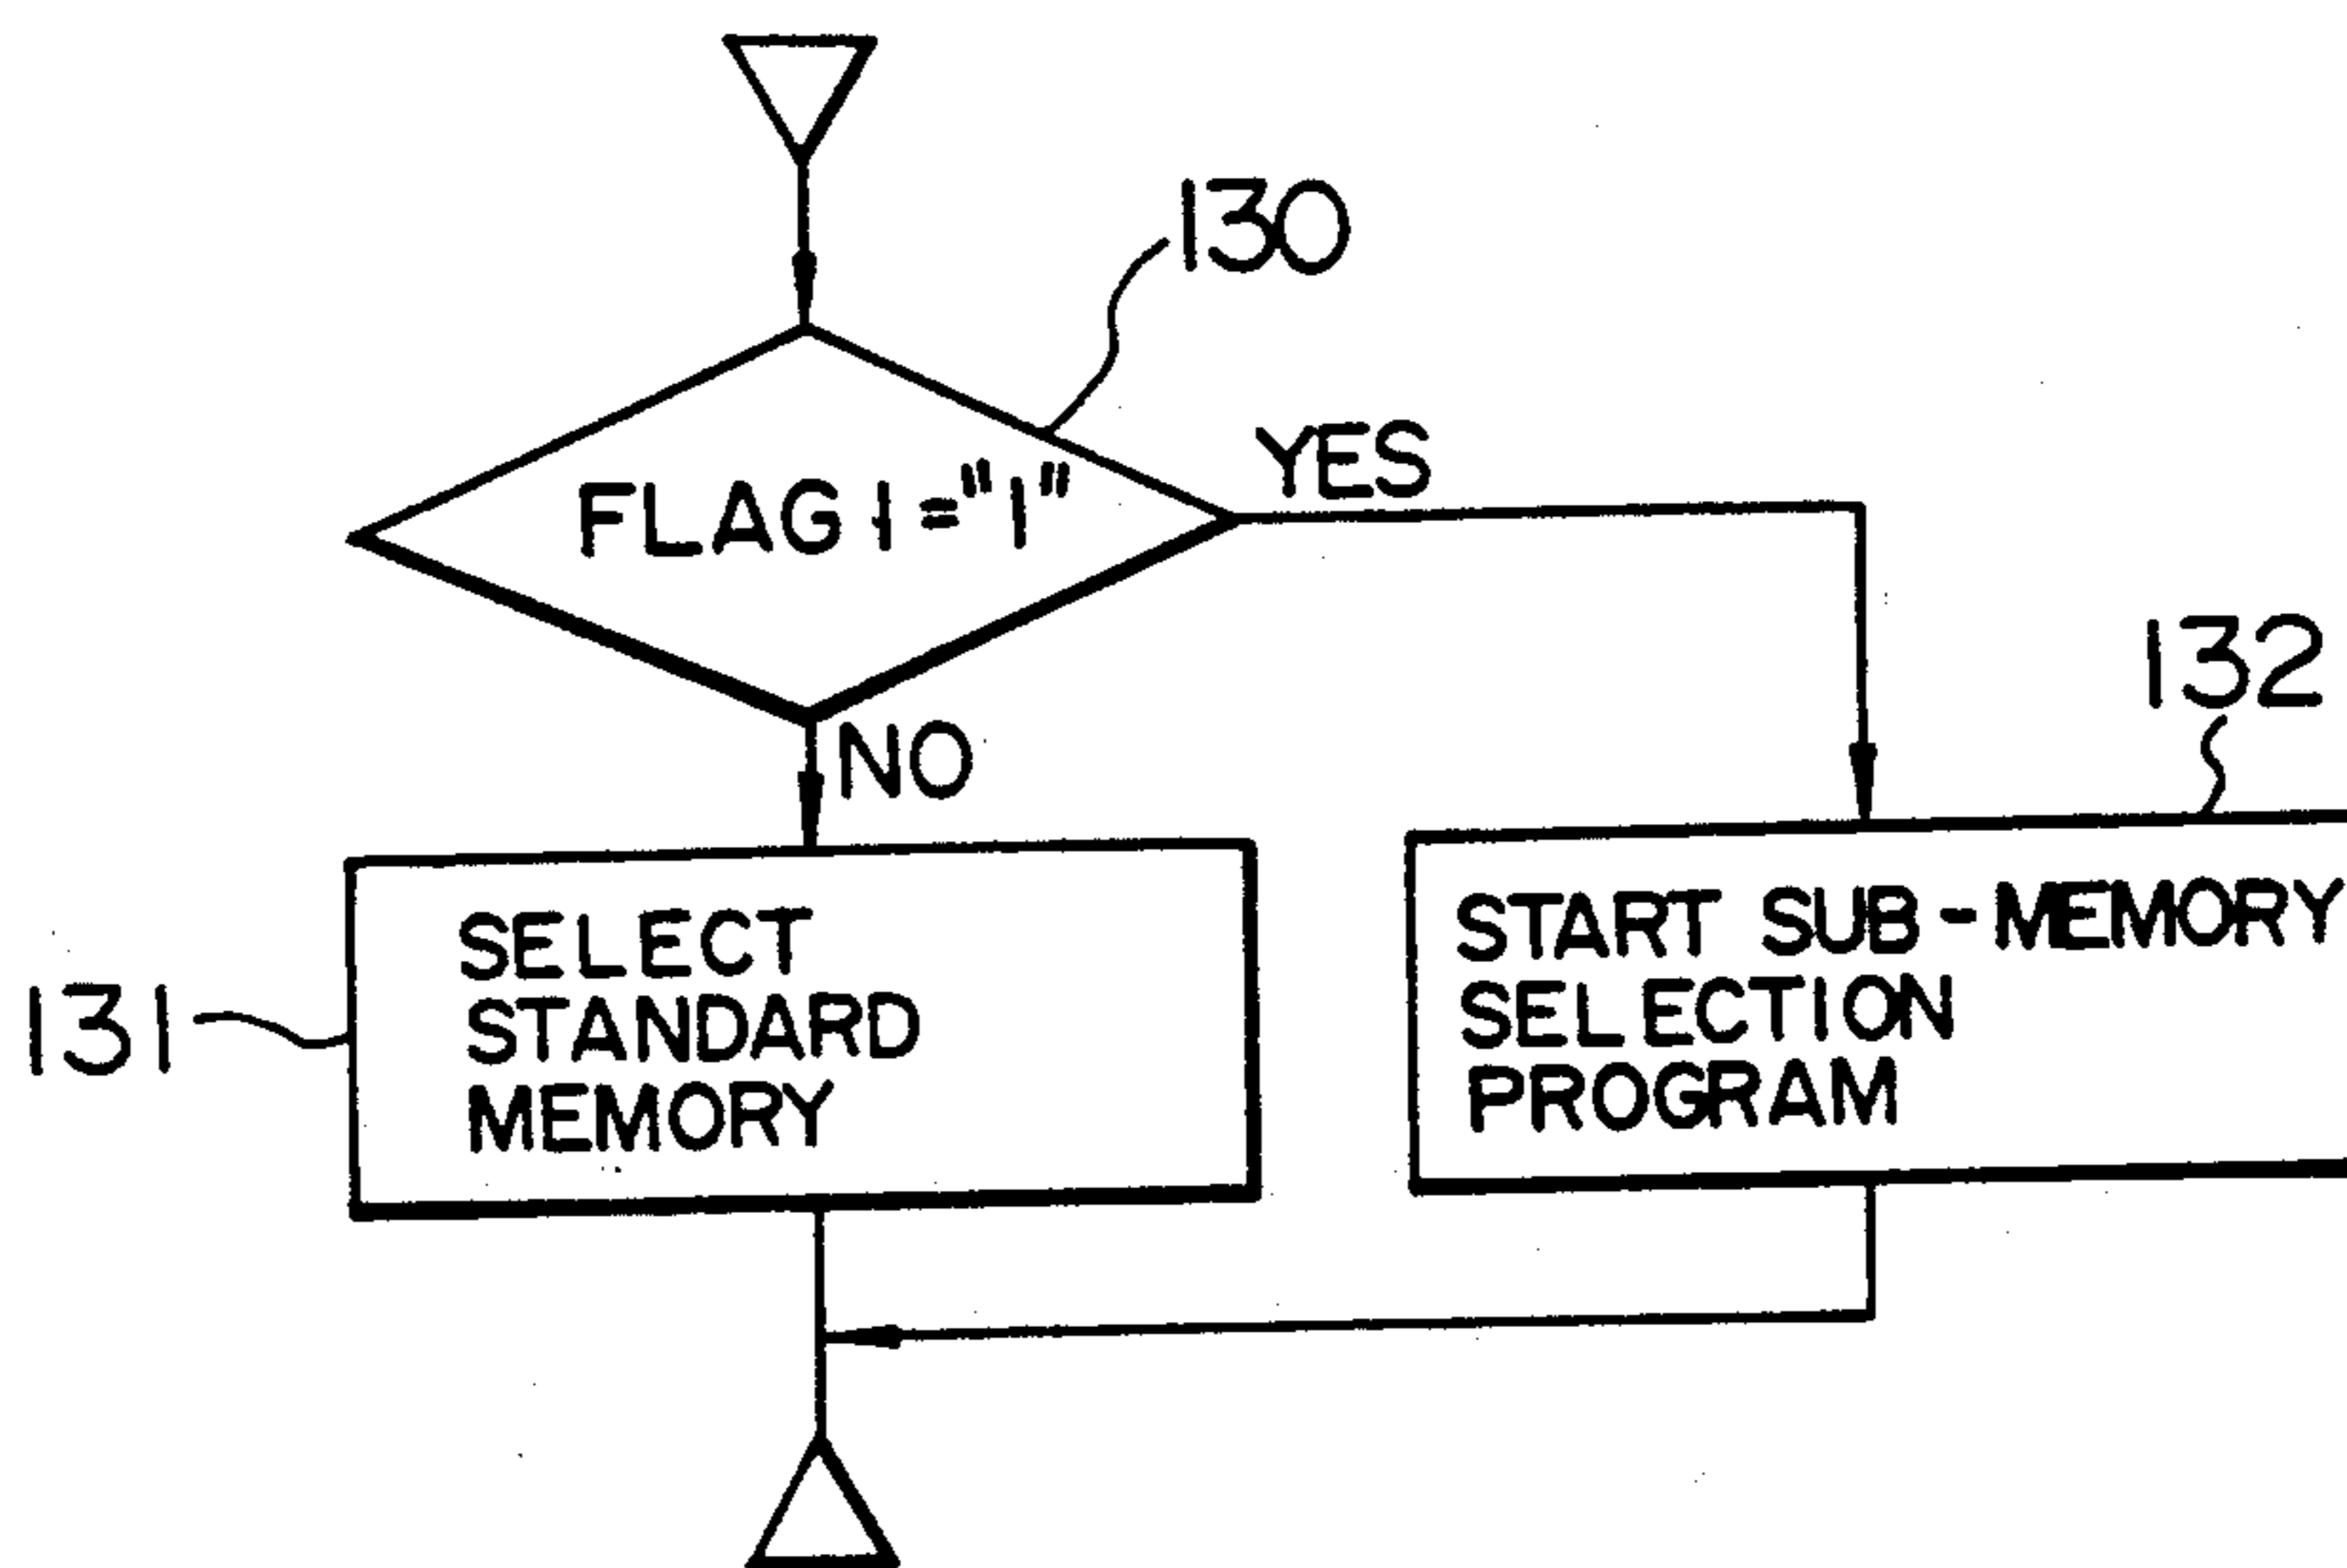 130
FLAG 1 = "1"
YES
NO
132
131
SELECT
STANDARD
MEMORY
START SUB-MEMORY
SELECTION
PROGRAM